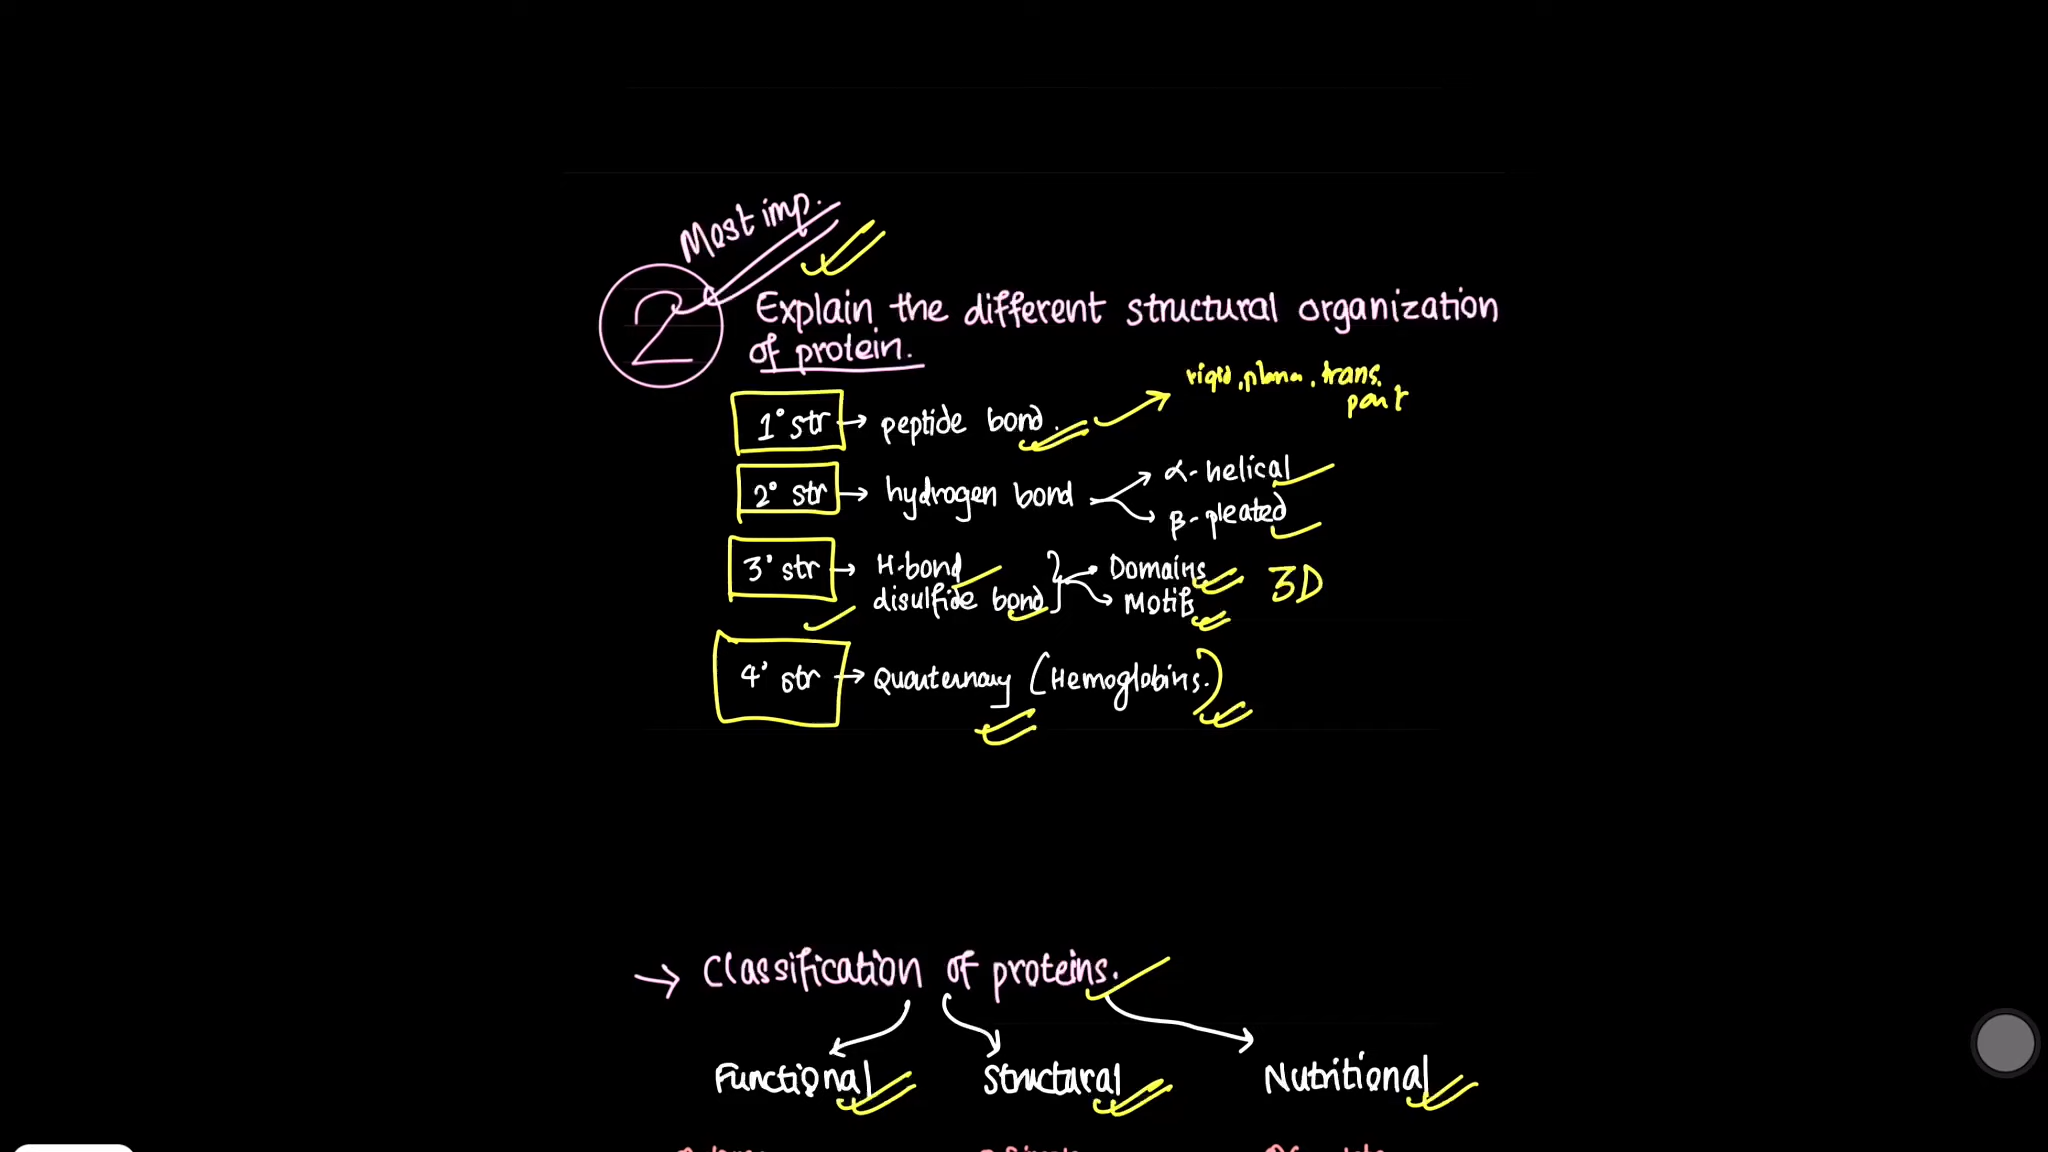 Most imp.
2
Explain the different structural organization
of protein.
1° str → peptide bond.
rigid, planar, trans.
2° str → hydrogen bond
α-helical
β-pleated
3° str → H-bond
disulfide bond
Domains
Motifs
3D
4° str → Quaternary (Hemoglobins.)
→ Classification of proteins.
Functional Structural Nutritional